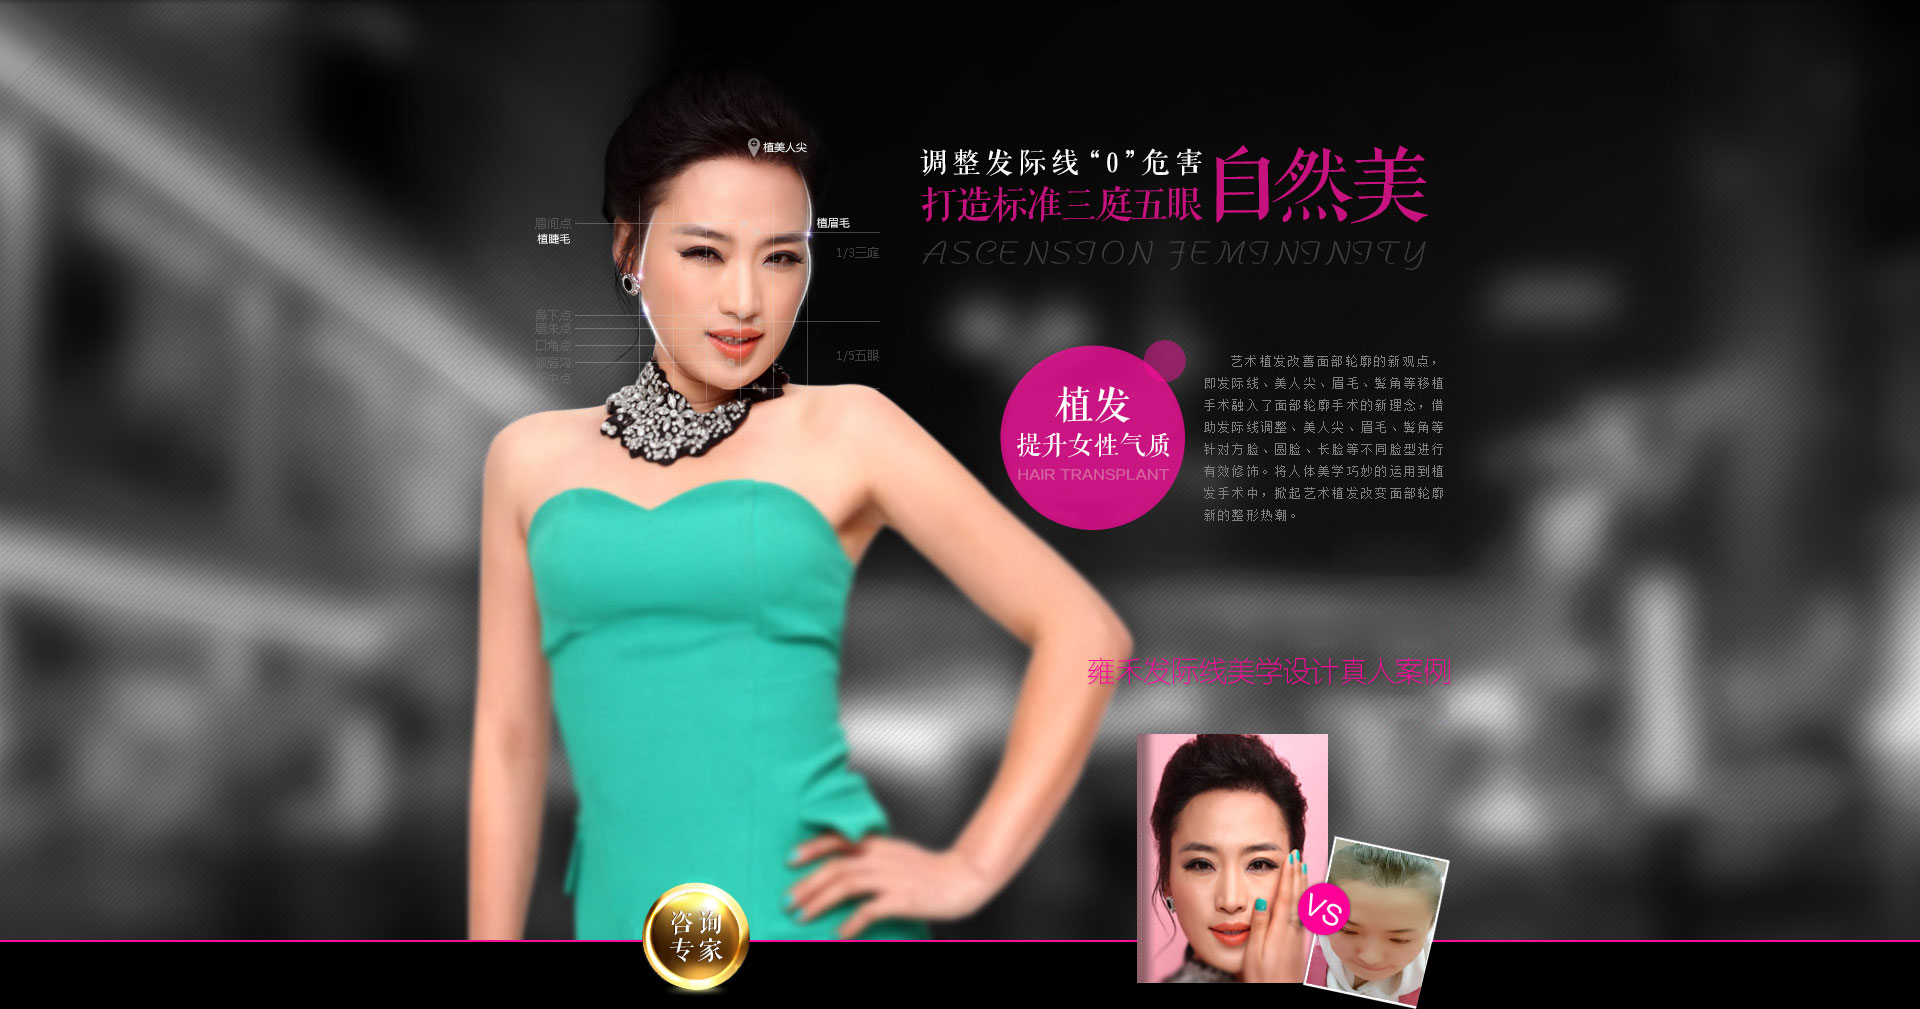 植美人尖
眉间点
植睫毛
植眉毛
1/3三庭
鼻下点
唇珠点
口角点
颏唇沟
1/5五眼
调整发际线“0”危害
打造标准三庭五眼
自然美
ASCENSION FEMININITY
植发
提升女性气质
HAIR TRANSPLANT
艺术植发改善面部轮廓的新观点，
即发际线、美人尖、眉毛、鬓角等移植
手术融入了面部轮廓手术的新理念，借
助发际线调整、美人尖、眉毛、鬓角等
针对方脸、圆脸、长脸等不同脸型进行
有效修饰。将人体美学巧妙的运用到植
发手术中，掀起艺术植发改变面部轮廓
新的整形热潮。
雍禾发际线美学设计真人案例
VS
咨询
专家